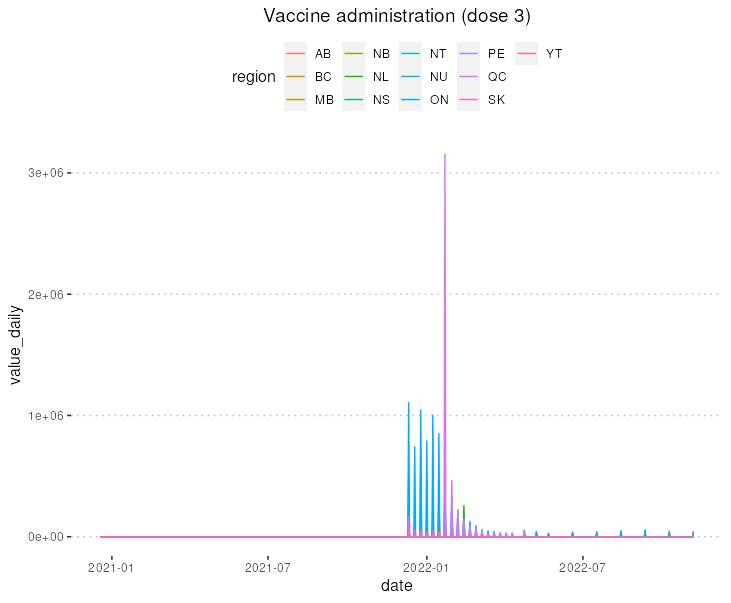 Vaccine administration (dose 3)
region
AB NB NT PE YT
BC NL NU QC
MB NS ON SK
value_daily
3e+06
2e+06
1e+06
0e+00
2021-01 2021-07 2022-01 2022-07
date